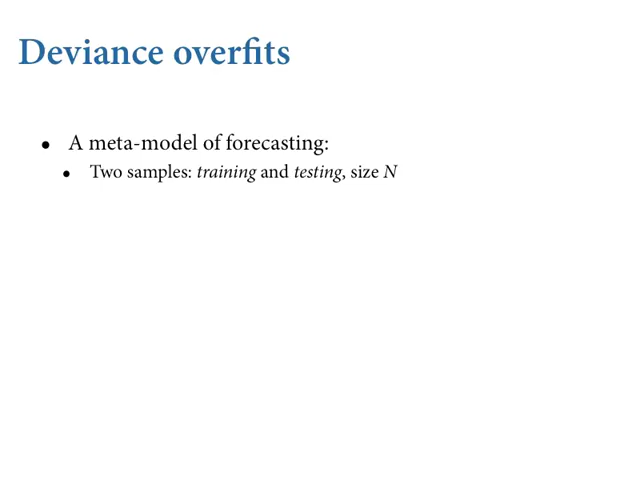 Deviance overfits
• A meta-model of forecasting:
• Two samples: training and testing, size N